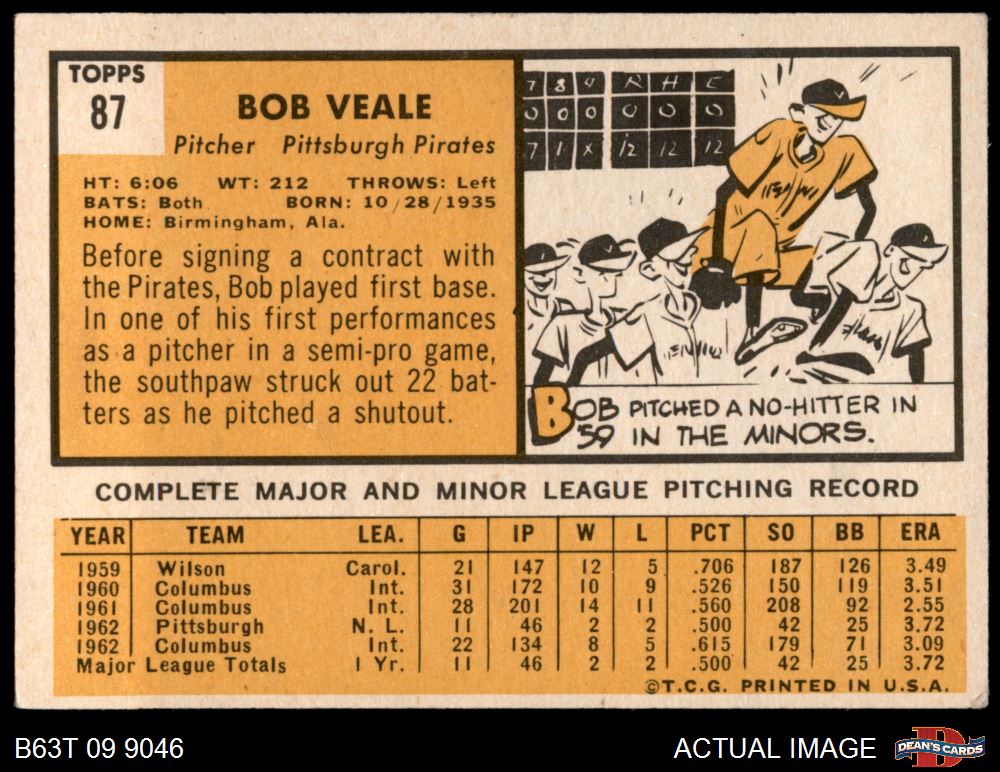 TOPPS
87
BOB VEALE
Pitcher Pittsburgh Pirates
HT: 6:06 WT: 212 THROWS: Left
BATS: Both BORN: 10/28/1935
HOME: Birmingham, Ala.
Before signing a contract with
the Pirates, Bob played first base.
In one of his first performances
as a pitcher in a semi-pro game,
the southpaw struck out 22 bat-
ters as he pitched a shutout.
7 8 9 R H E
0 0 0 0 0 0
7 1 X 12 12 12
BOB PITCHED A NO-HITTER IN
'59 IN THE MINORS.
COMPLETE MAJOR AND MINOR LEAGUE PITCHING RECORD
YEAR TEAM LEA. G IP W L PCT SO BB ERA
1959 Wilson Carol. 21 147 12 5 .706 187 126 3.49
1960 Columbus Int. 31 172 10 9 .526 150 119 3.51
1961 Columbus Int. 28 201 14 11 .560 208 92 2.55
1962 Pittsburgh N. L. 11 46 2 2 .500 42 25 3.72
1962 Columbus Int. 22 134 8 5 .615 179 71 3.09
Major League Totals 1 Yr. 11 46 2 2 .500 42 25 3.72
©T.C.G. PRINTED IN U.S.A.
B63T 09 9046
ACTUAL IMAGE
DEAN'S CARDS